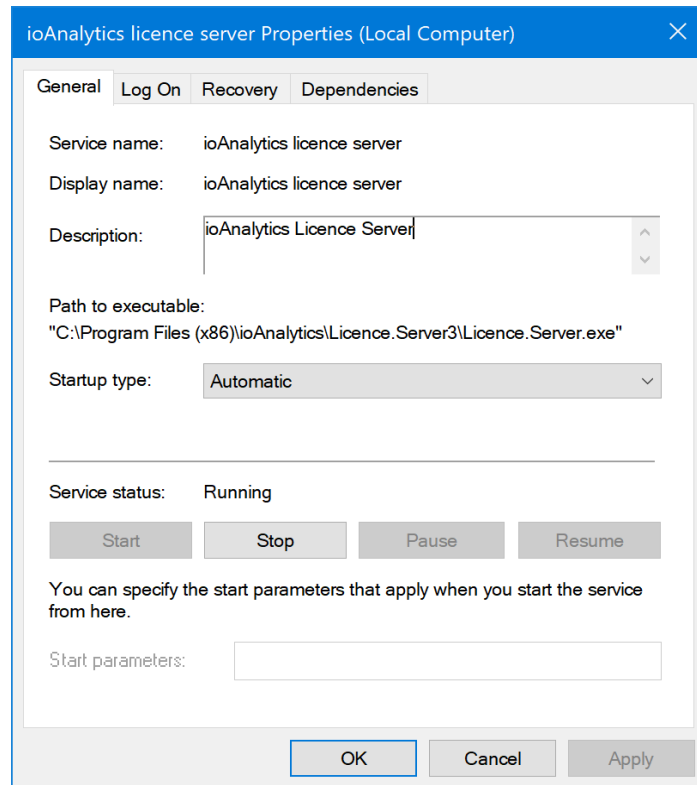 ioAnalytics licence server Properties (Local Computer)
General Log On Recovery Dependencies
Service name: ioAnalytics licence server
Display name: ioAnalytics licence server
Description: ioAnalytics Licence Server
Path to executable:
"C:\Program Files (x86)\ioAnalytics\Licence.Server3\Licence.Server.exe"
Startup type: Automatic
Service status: Running
Start Stop Pause Resume
You can specify the start parameters that apply when you start the service
from here.
Start parameters:
OK Cancel Apply